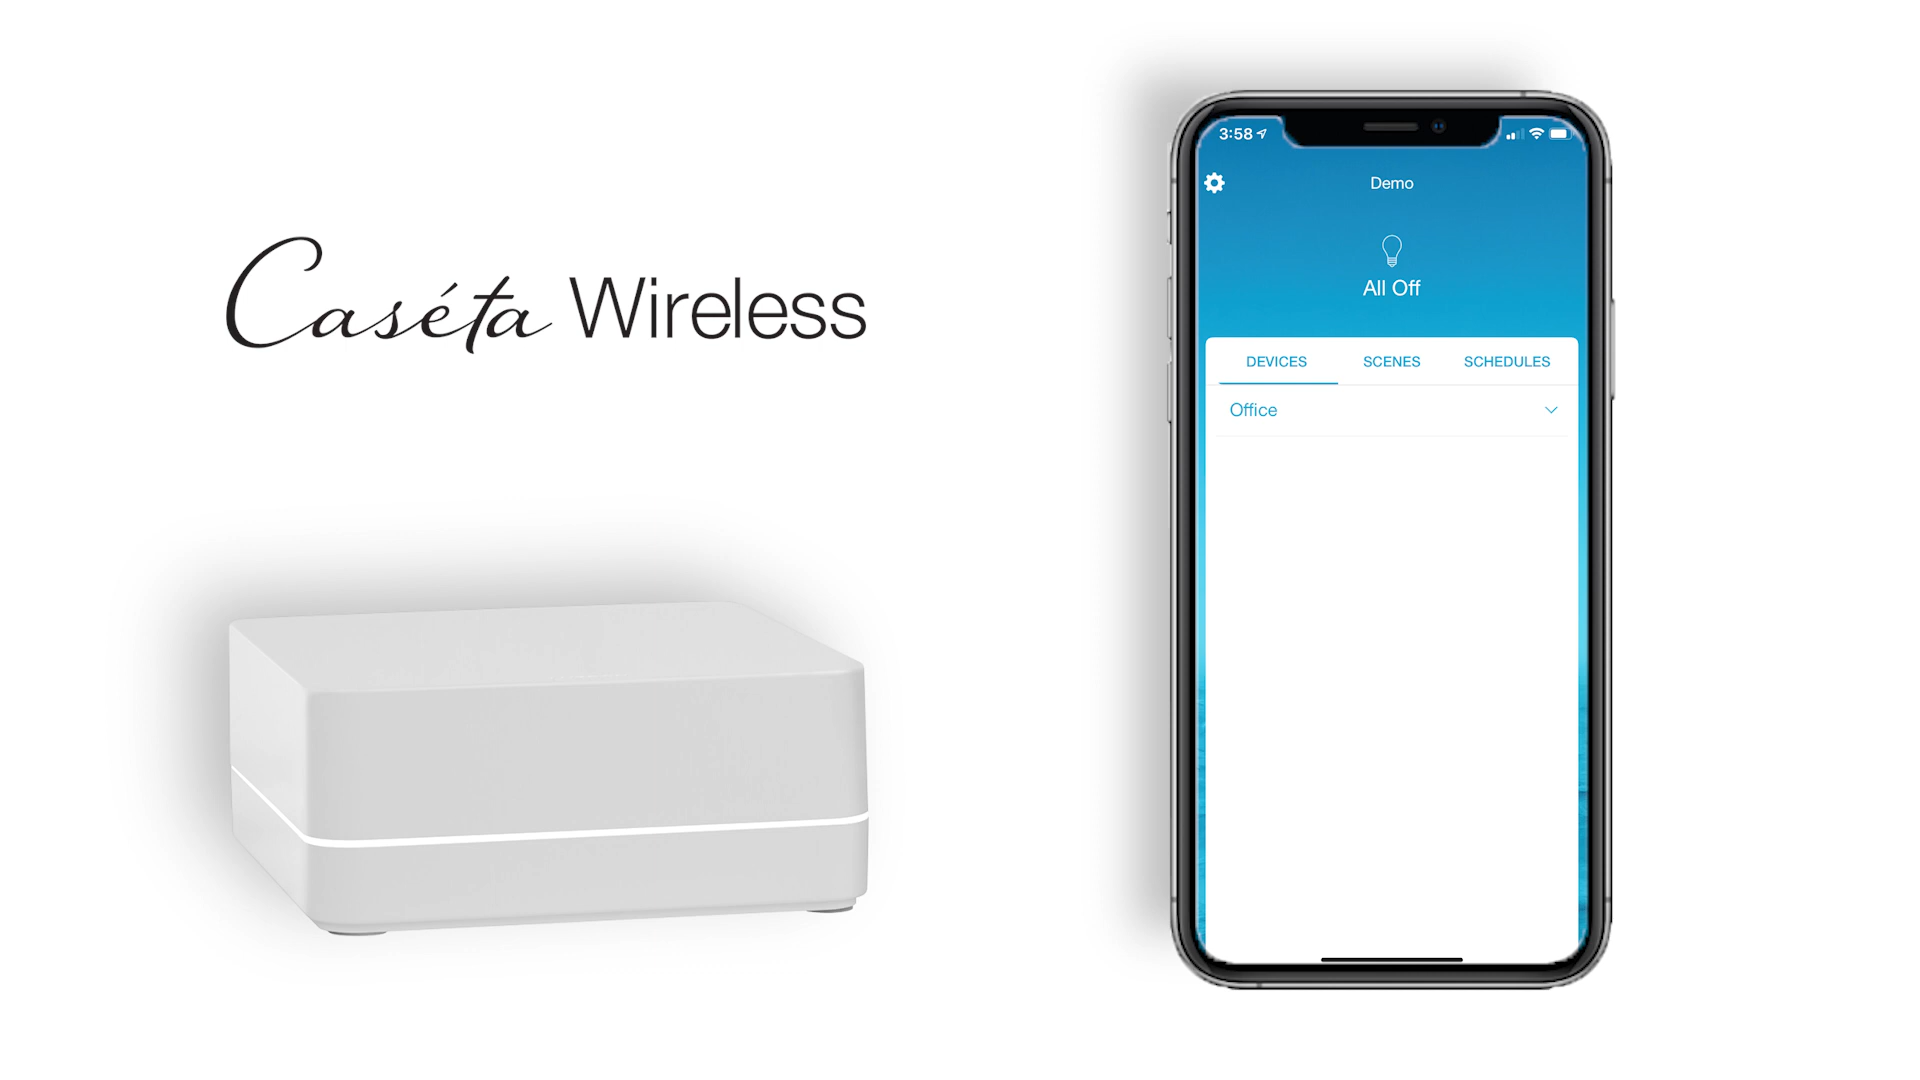 Caséta Wireless
3:58
Demo
All Off
DEVICES SCENES SCHEDULES
Office